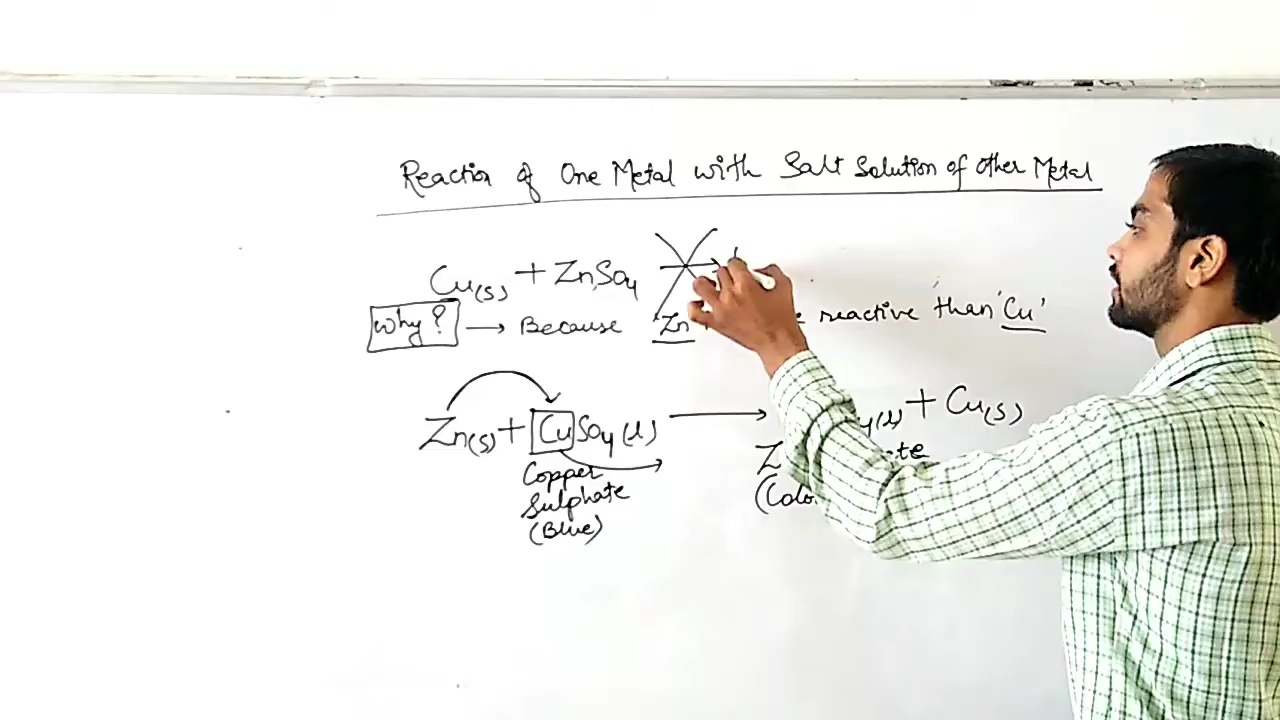 Reaction of One Metal with Salt Solution of Other Metal
Cu(s) + ZnSO4
Why? → Because Zn reactive than 'Cu'
Zn(s) + CuSO4(l) → 4(l) + Cu(s)
Copper
Sulphate
(Blue)